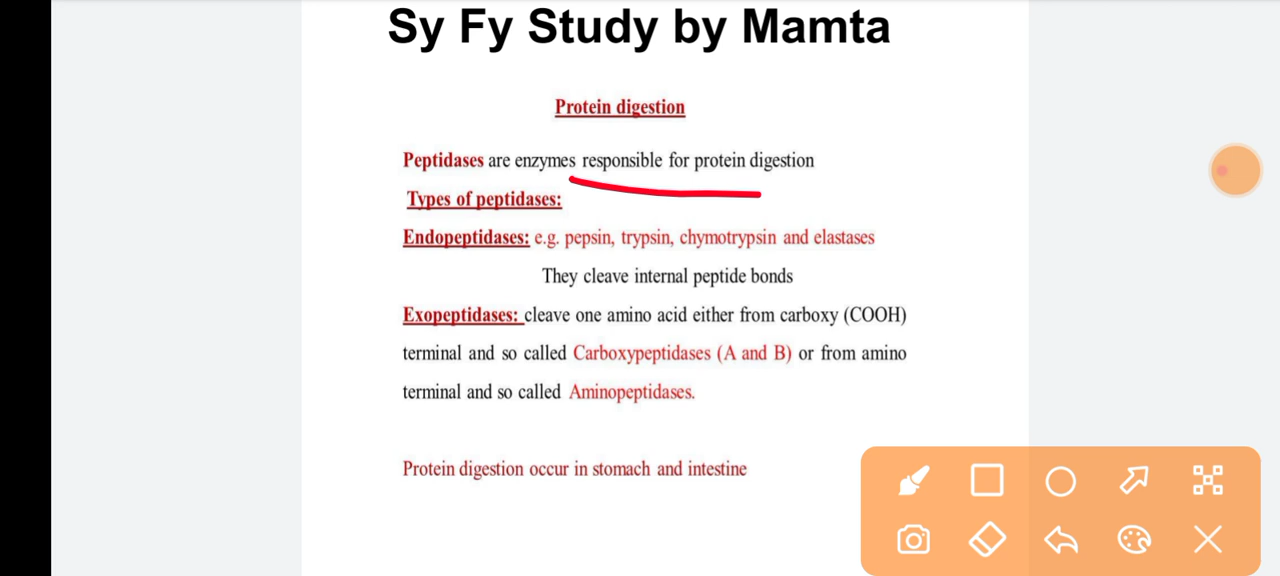 Sy Fy Study by Mamta
Protein digestion
Peptidases are enzymes responsible for protein digestion
Types of peptidases:
Endopeptidases: e.g. pepsin, trypsin, chymotrypsin and elastases
They cleave internal peptide bonds
Exopeptidases: cleave one amino acid either from carboxy (COOH)
terminal and so called Carboxypeptidases (A and B) or from amino
terminal and so called Aminopeptidases.
Protein digestion occur in stomach and intestine